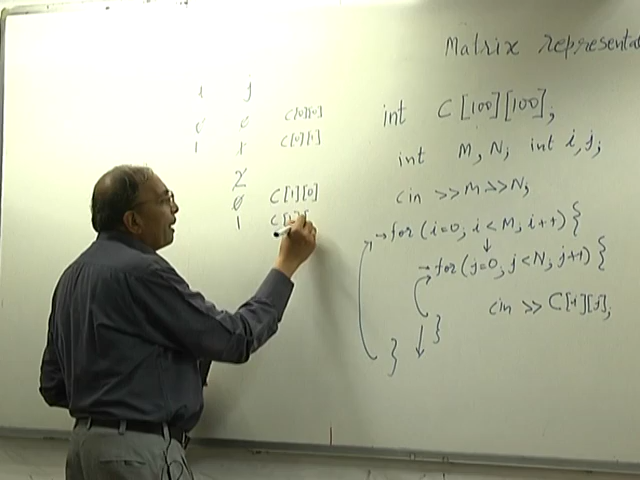 Matrix representa
i j
0 0 C[0][0]
1 1 C[0][1]
2
0 C[1][0]
1 C[1][
int C[100][100];
int M, N; int i, j;
cin >> M >> N;
for (i=0; i < M; i++) {
for (j=0; j < N; j++) {
cin >> C[i][j];
}
}